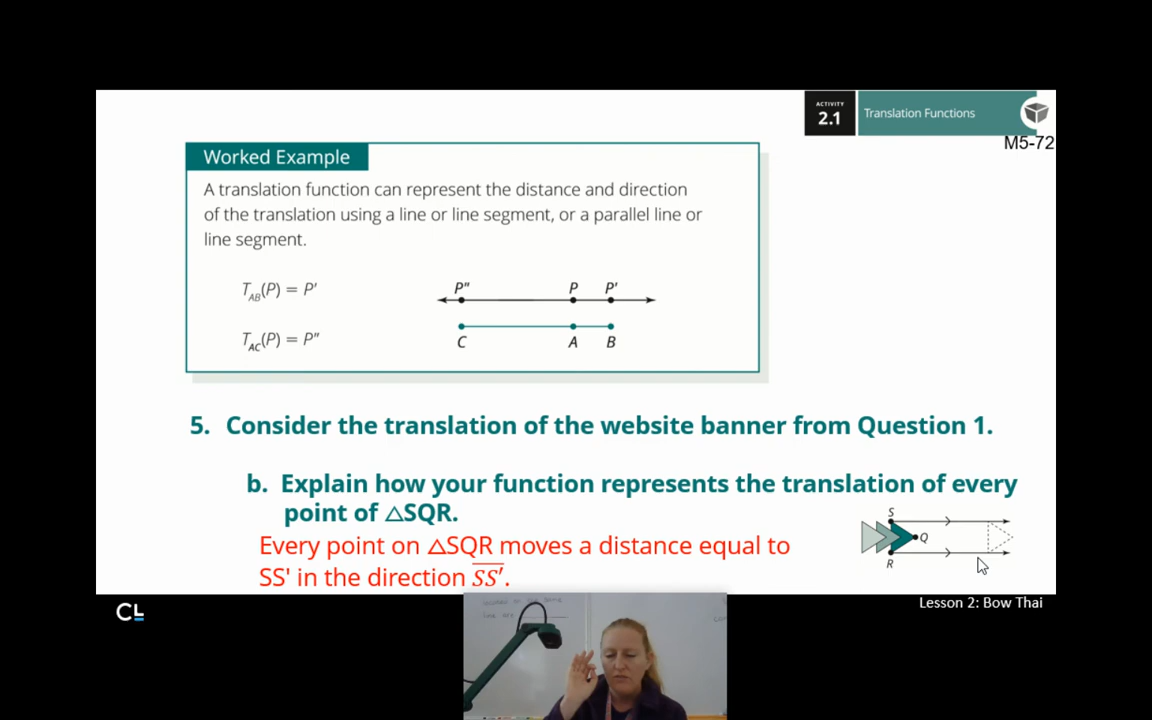 ACTIVITY
2.1
Translation Functions
M5-72
Worked Example
A translation function can represent the distance and direction
of the translation using a line or line segment, or a parallel line or
line segment.
T_AB(P) = P′
P″ P P′
T_AC(P) = P″
C A B
5. Consider the translation of the website banner from Question 1.
b. Explain how your function represents the translation of every
point of △SQR.
Every point on △SQR moves a distance equal to
SS' in the direction S̅S̅′̅.
S
Q
R
CL
Lesson 2: Bow Thai